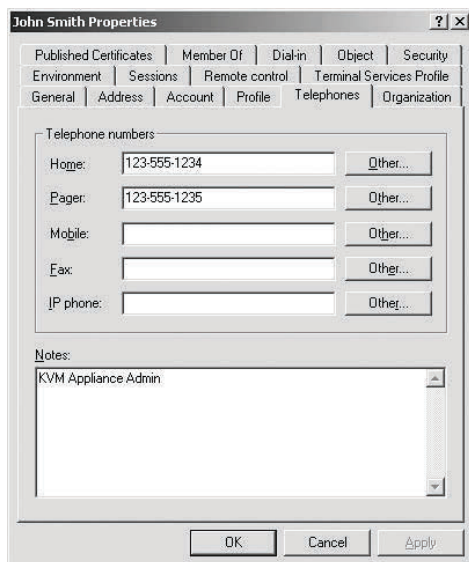 John Smith Properties
Published Certificates Member Of Dial-in Object Security
Environment Sessions Remote control Terminal Services Profile
General Address Account Profile Telephones Organization
Telephone numbers
Home: 123-555-1234 Other...
Pager: 123-555-1235 Other...
Mobile: Other...
Fax: Other...
IP phone: Other...
Notes:
KVM Appliance Admin
OK Cancel Apply